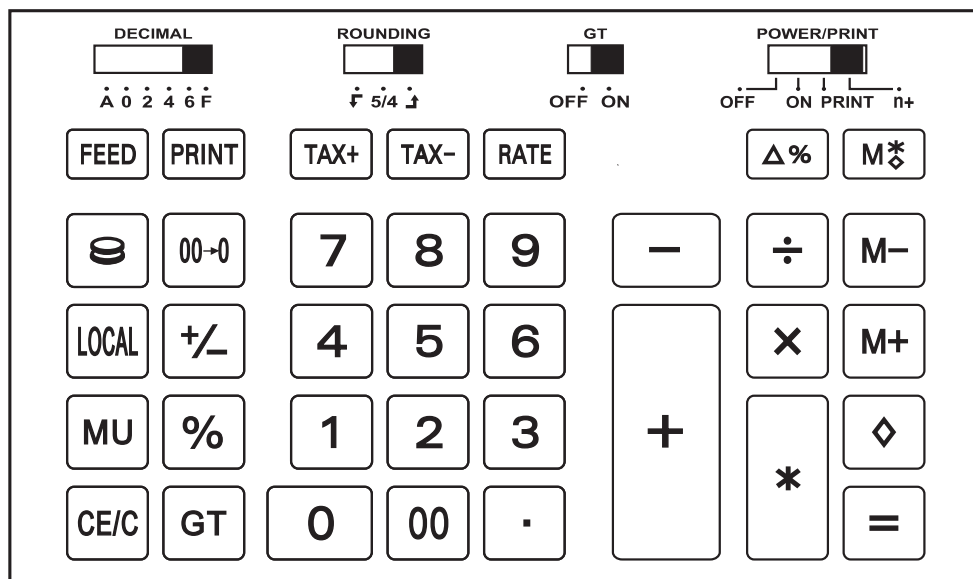 DECIMAL ROUNDING GT POWER/PRINT
A 0 2 4 6 F 5/4 OFF ON OFF ON PRINT n+
FEED PRINT TAX+ TAX− RATE △% M*◇
00→0 7 8 9 − ÷ M−
LOCAL +/− 4 5 6 × M+
MU % 1 2 3 + ◇
CE/C GT 0 00 · * =